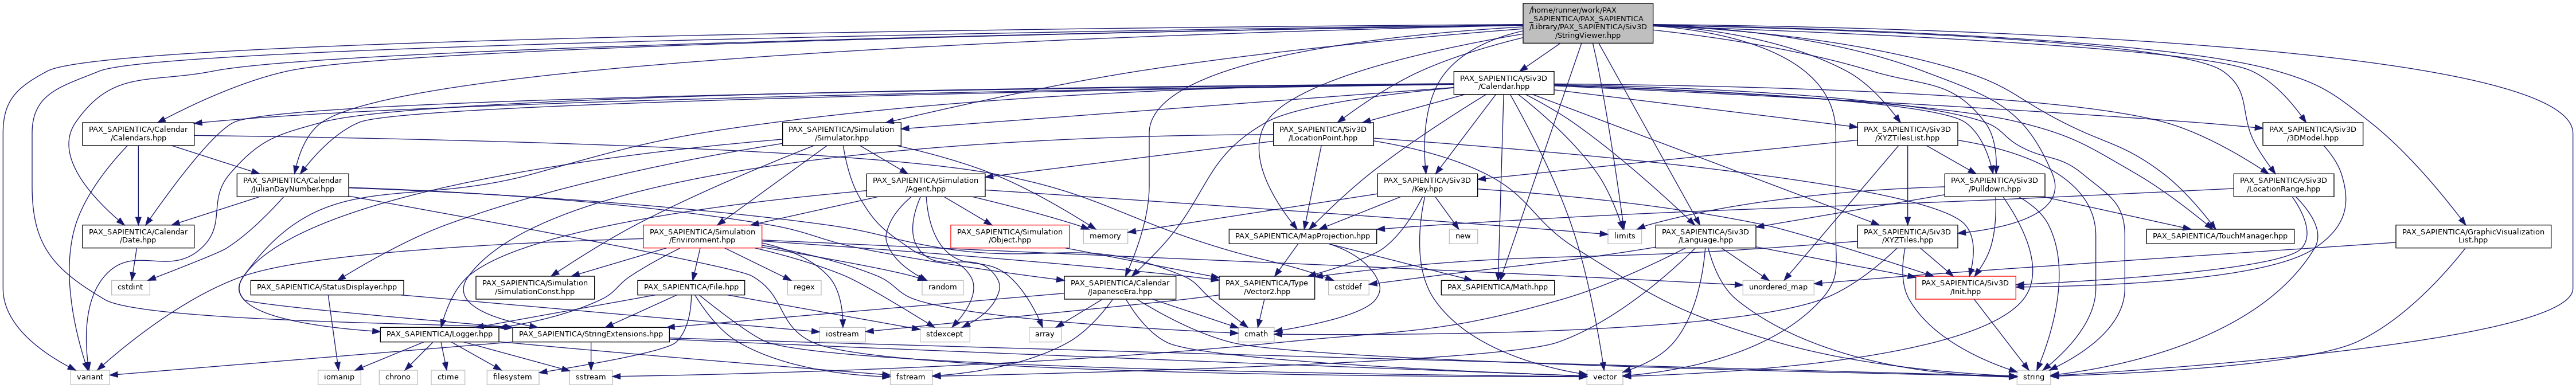 /home/runner/work/PAX
_SAPIENTICA/PAX_SAPIENTICA
/Library/PAX_SAPIENTICA/Siv3D
/StringViewer.hpp
PAX_SAPIENTICA/Siv3D
/Calendar.hpp
PAX_SAPIENTICA/Calendar
/Calendars.hpp
PAX_SAPIENTICA/Simulation
/Simulator.hpp
PAX_SAPIENTICA/Siv3D
/LocationPoint.hpp
PAX_SAPIENTICA/Siv3D
/XYZTilesList.hpp
PAX_SAPIENTICA/Siv3D
/3DModel.hpp
PAX_SAPIENTICA/Calendar
/JulianDayNumber.hpp
PAX_SAPIENTICA/Simulation
/Agent.hpp
PAX_SAPIENTICA/Siv3D
/Key.hpp
PAX_SAPIENTICA/Siv3D
/Pulldown.hpp
PAX_SAPIENTICA/Siv3D
/LocationRange.hpp
PAX_SAPIENTICA/Calendar
/Date.hpp
PAX_SAPIENTICA/Simulation
/Environment.hpp
PAX_SAPIENTICA/Simulation
/Object.hpp
memory
PAX_SAPIENTICA/MapProjection.hpp
new
limits
PAX_SAPIENTICA/Siv3D
/Language.hpp
PAX_SAPIENTICA/Siv3D
/XYZTiles.hpp
PAX_SAPIENTICA/TouchManager.hpp
PAX_SAPIENTICA/GraphicVisualization
List.hpp
cstdint
PAX_SAPIENTICA/StatusDisplayer.hpp
PAX_SAPIENTICA/Simulation
/SimulationConst.hpp
PAX_SAPIENTICA/File.hpp
regex
random
PAX_SAPIENTICA/Calendar
/JapaneseEra.hpp
PAX_SAPIENTICA/Type
/Vector2.hpp
cstddef
PAX_SAPIENTICA/Math.hpp
unordered_map
PAX_SAPIENTICA/Siv3D
/Init.hpp
PAX_SAPIENTICA/Logger.hpp
PAX_SAPIENTICA/StringExtensions.hpp
iostream
stdexcept
array
cmath
variant
iomanip
chrono
ctime
filesystem
sstream
fstream
vector
string